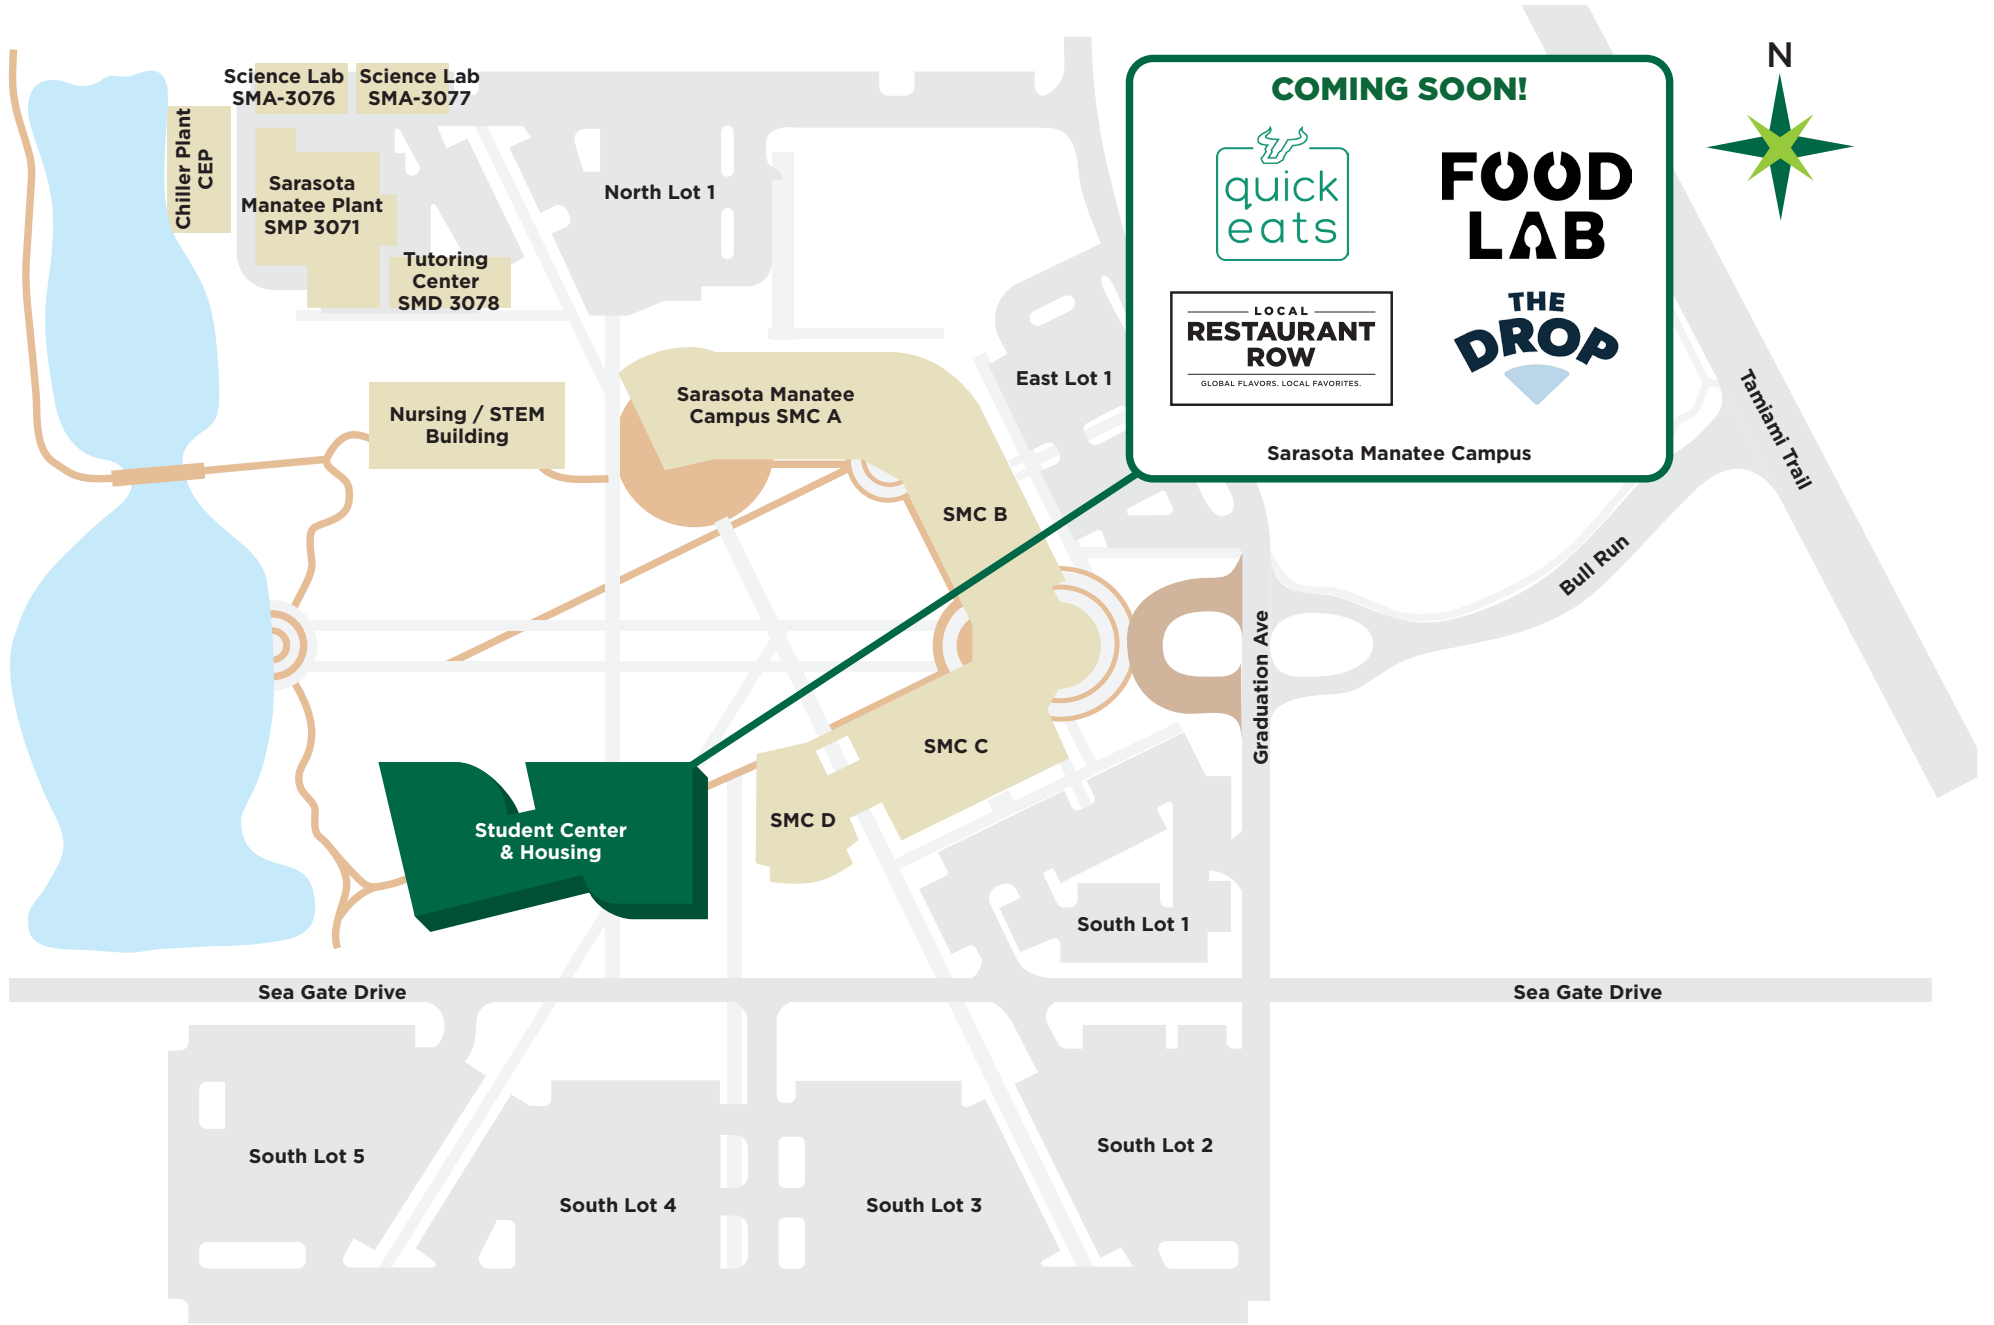 N
COMING SOON!
quick
eats
FOOD
LAB
LOCAL
RESTAURANT
ROW
GLOBAL FLAVORS. LOCAL FAVORITES.
THE
DROP
Sarasota Manatee Campus
Science Lab
SMA-3076
Science Lab
SMA-3077
Chiller Plant
CEP
Sarasota
Manatee Plant
SMP 3071
Tutoring
Center
SMD 3078
North Lot 1
East Lot 1
Nursing / STEM
Building
Sarasota Manatee
Campus SMC A
SMC B
Tamiami Trail
Bull Run
Graduation Ave
SMC C
SMC D
Student Center
& Housing
South Lot 1
Sea Gate Drive
Sea Gate Drive
South Lot 5
South Lot 4
South Lot 3
South Lot 2